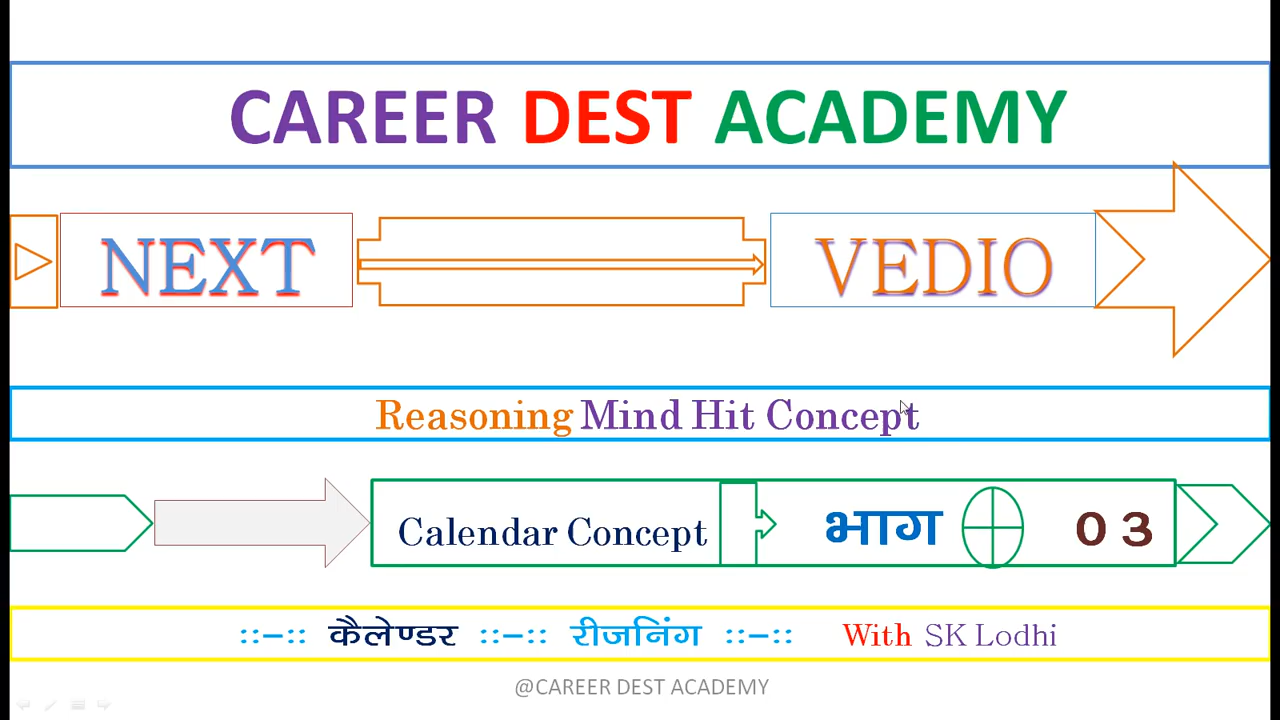 CAREER DEST ACADEMY
NEXT VEDIO
Reasoning Mind Hit Concept
Calendar Concept भाग 03
::-:: कैलेण्डर ::-:: रीजनिंग ::-:: With SK Lodhi
@CAREER DEST ACADEMY